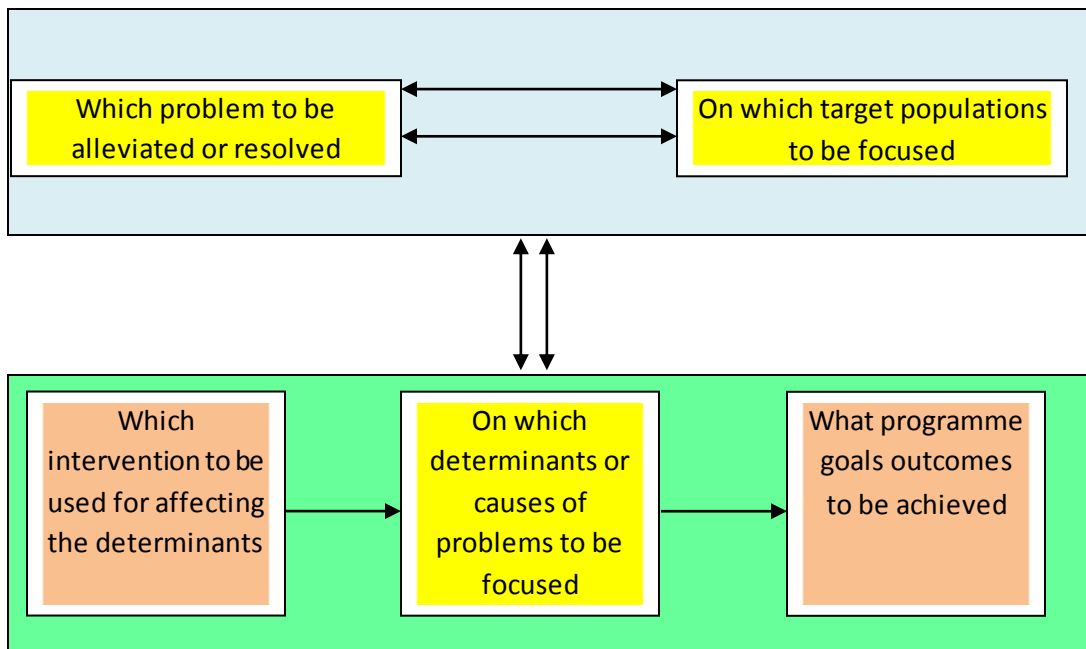 Which problem to be
alleviated or resolved
On which target populations
to be focused
Which
intervention to be
used for affecting
the determinants
On which
determinants or
causes of
problems to be
focused
What programme
goals outcomes
to be achieved